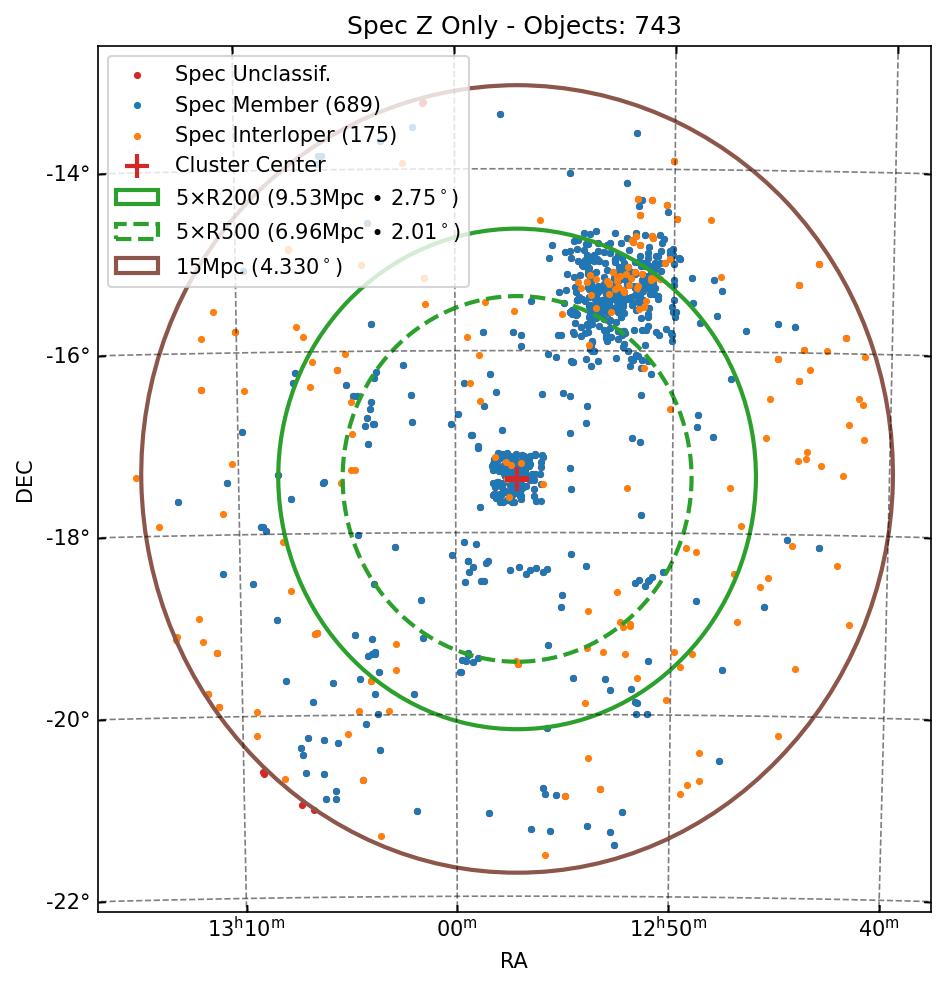 Spec Z Only - Objects: 743
Spec Unclassif.
Spec Member (689)
Spec Interloper (175)
Cluster Center
5×R200 (9.53Mpc • 2.75°)
5×R500 (6.96Mpc • 2.01°)
15Mpc (4.330°)
-14°
-16°
-18°
-20°
-22°
DEC
13ʰ10ᵐ 00ᵐ 12ʰ50ᵐ 40ᵐ
RA